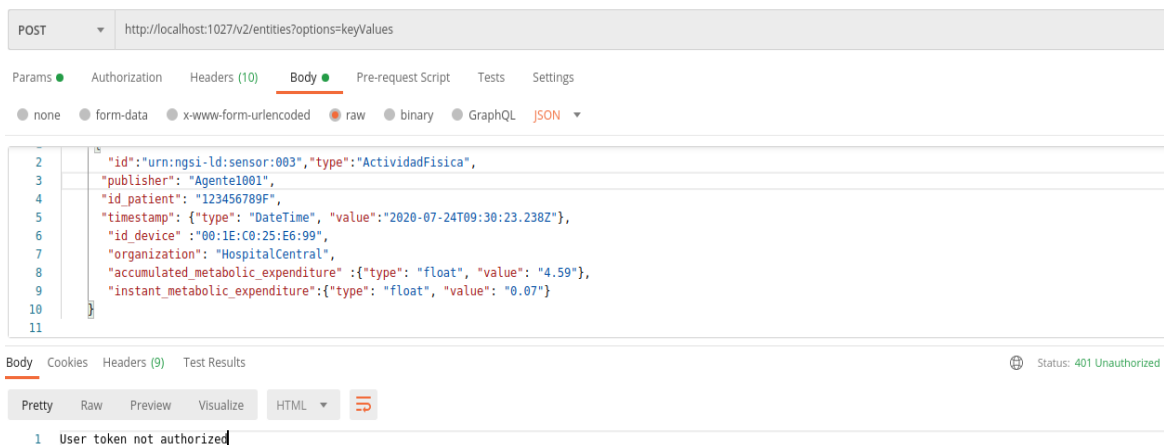 POST http://localhost:1027/v2/entities?options=keyValues
Params Authorization Headers (10) Body Pre-request Script Tests Settings
none form-data x-www-form-urlencoded raw binary GraphQL JSON
2 "id":"urn:ngsi-ld:sensor:003","type":"ActividadFisica",
3 "publisher": "Agente1001",
4 "id_patient": "123456789F",
5 "timestamp": {"type": "DateTime", "value":"2020-07-24T09:30:23.238Z"},
6 "id_device" :"00:1E:C0:25:E6:99",
7 "organization": "HospitalCentral",
8 "accumulated_metabolic_expenditure" :{"type": "float", "value": "4.59"},
9 "instant_metabolic_expenditure":{"type": "float", "value": "0.07"}
10 }
11
Body Cookies Headers (9) Test Results Status: 401 Unauthorized
Pretty Raw Preview Visualize HTML
1 User token not authorized